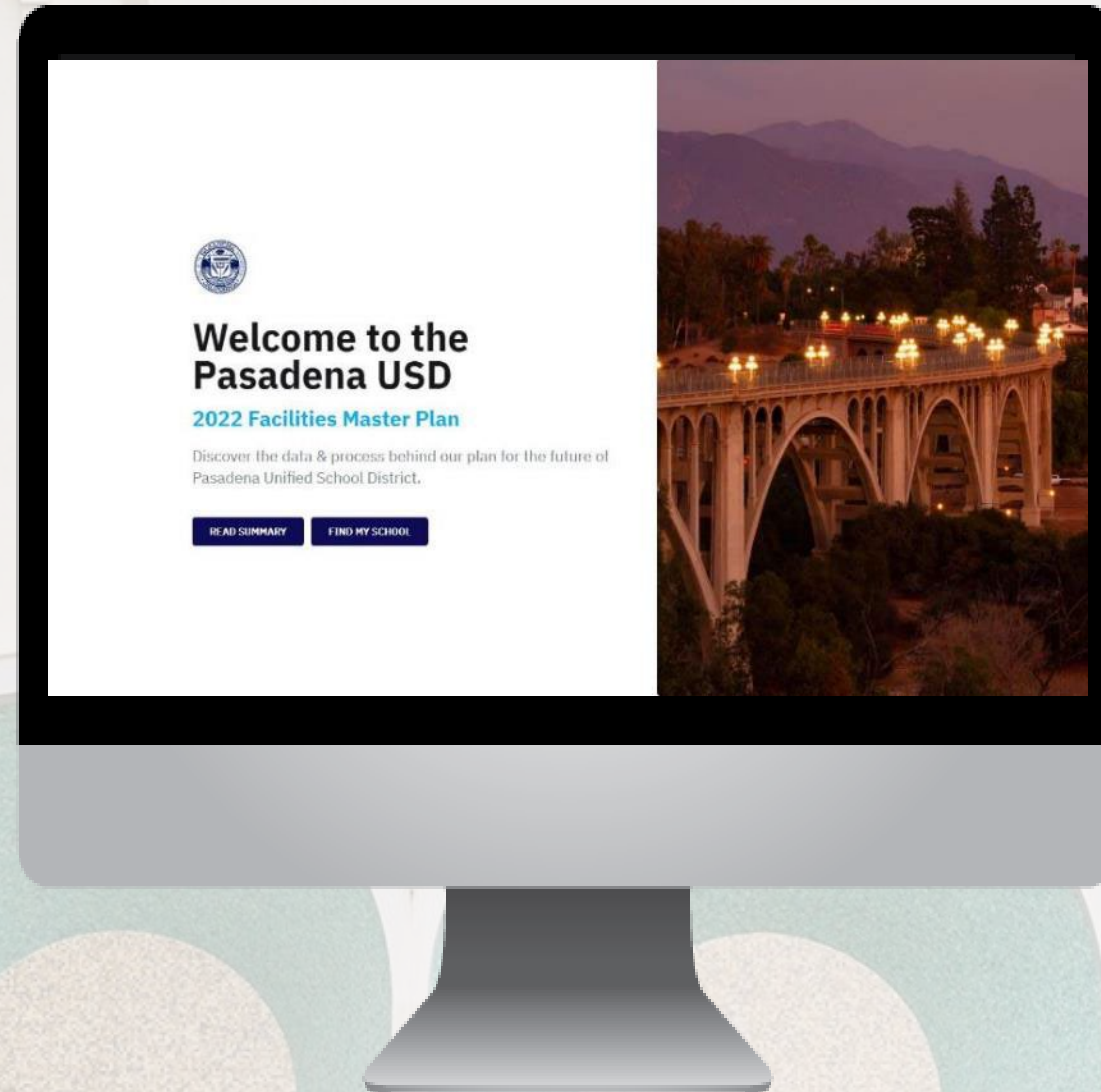 Welcome to the
Pasadena USD
2022 Facilities Master Plan
Discover the data & process behind our plan for the future of
Pasadena Unified School District.
READ SUMMARY
FIND MY SCHOOL